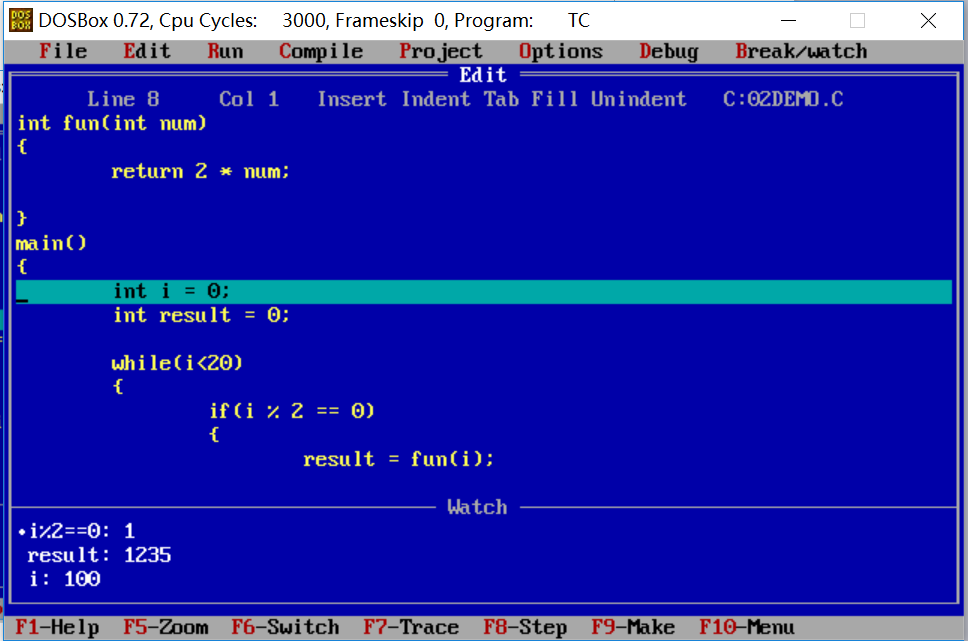 DOS BOX DOSBox 0.72, Cpu Cycles: 3000, Frameskip 0, Program: TC
File Edit Run Compile Project Options Debug Break/watch
Edit
Line 8 Col 1 Insert Indent Tab Fill Unindent C:02DEMO.C
int fun(int num)
{
return 2 * num;
}
main()
{
int i = 0;
int result = 0;
while(i<20)
{
if(i % 2 == 0)
{
result = fun(i);
Watch
•i%2==0: 1
result: 1235
i: 100
F1-Help F5-Zoom F6-Switch F7-Trace F8-Step F9-Make F10-Menu